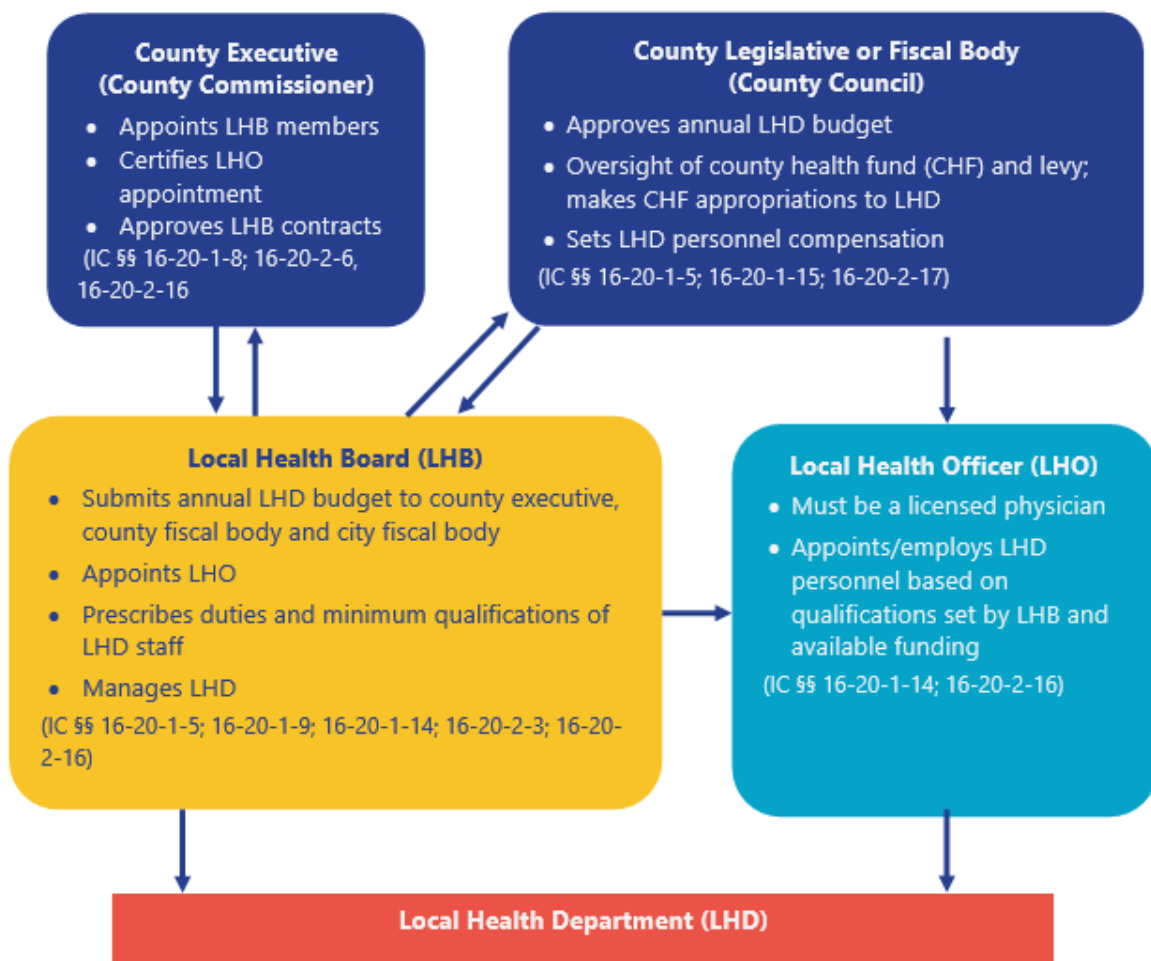 County Executive
(County Commissioner)
• Appoints LHB members
• Certifies LHO
appointment
• Approves LHB contracts
(IC §§ 16-20-1-8; 16-20-2-6,
16-20-2-16
County Legislative or Fiscal Body
(County Council)
• Approves annual LHD budget
• Oversight of county health fund (CHF) and levy;
makes CHF appropriations to LHD
• Sets LHD personnel compensation
(IC §§ 16-20-1-5; 16-20-1-15; 16-20-2-17)
Local Health Board (LHB)
• Submits annual LHD budget to county executive,
county fiscal body and city fiscal body
• Appoints LHO
• Prescribes duties and minimum qualifications of
LHD staff
• Manages LHD
(IC §§ 16-20-1-5; 16-20-1-9; 16-20-1-14; 16-20-2-3; 16-20-
2-16)
Local Health Officer (LHO)
• Must be a licensed physician
• Appoints/employs LHD
personnel based on
qualifications set by LHB and
available funding
(IC §§ 16-20-1-14; 16-20-2-16)
Local Health Department (LHD)